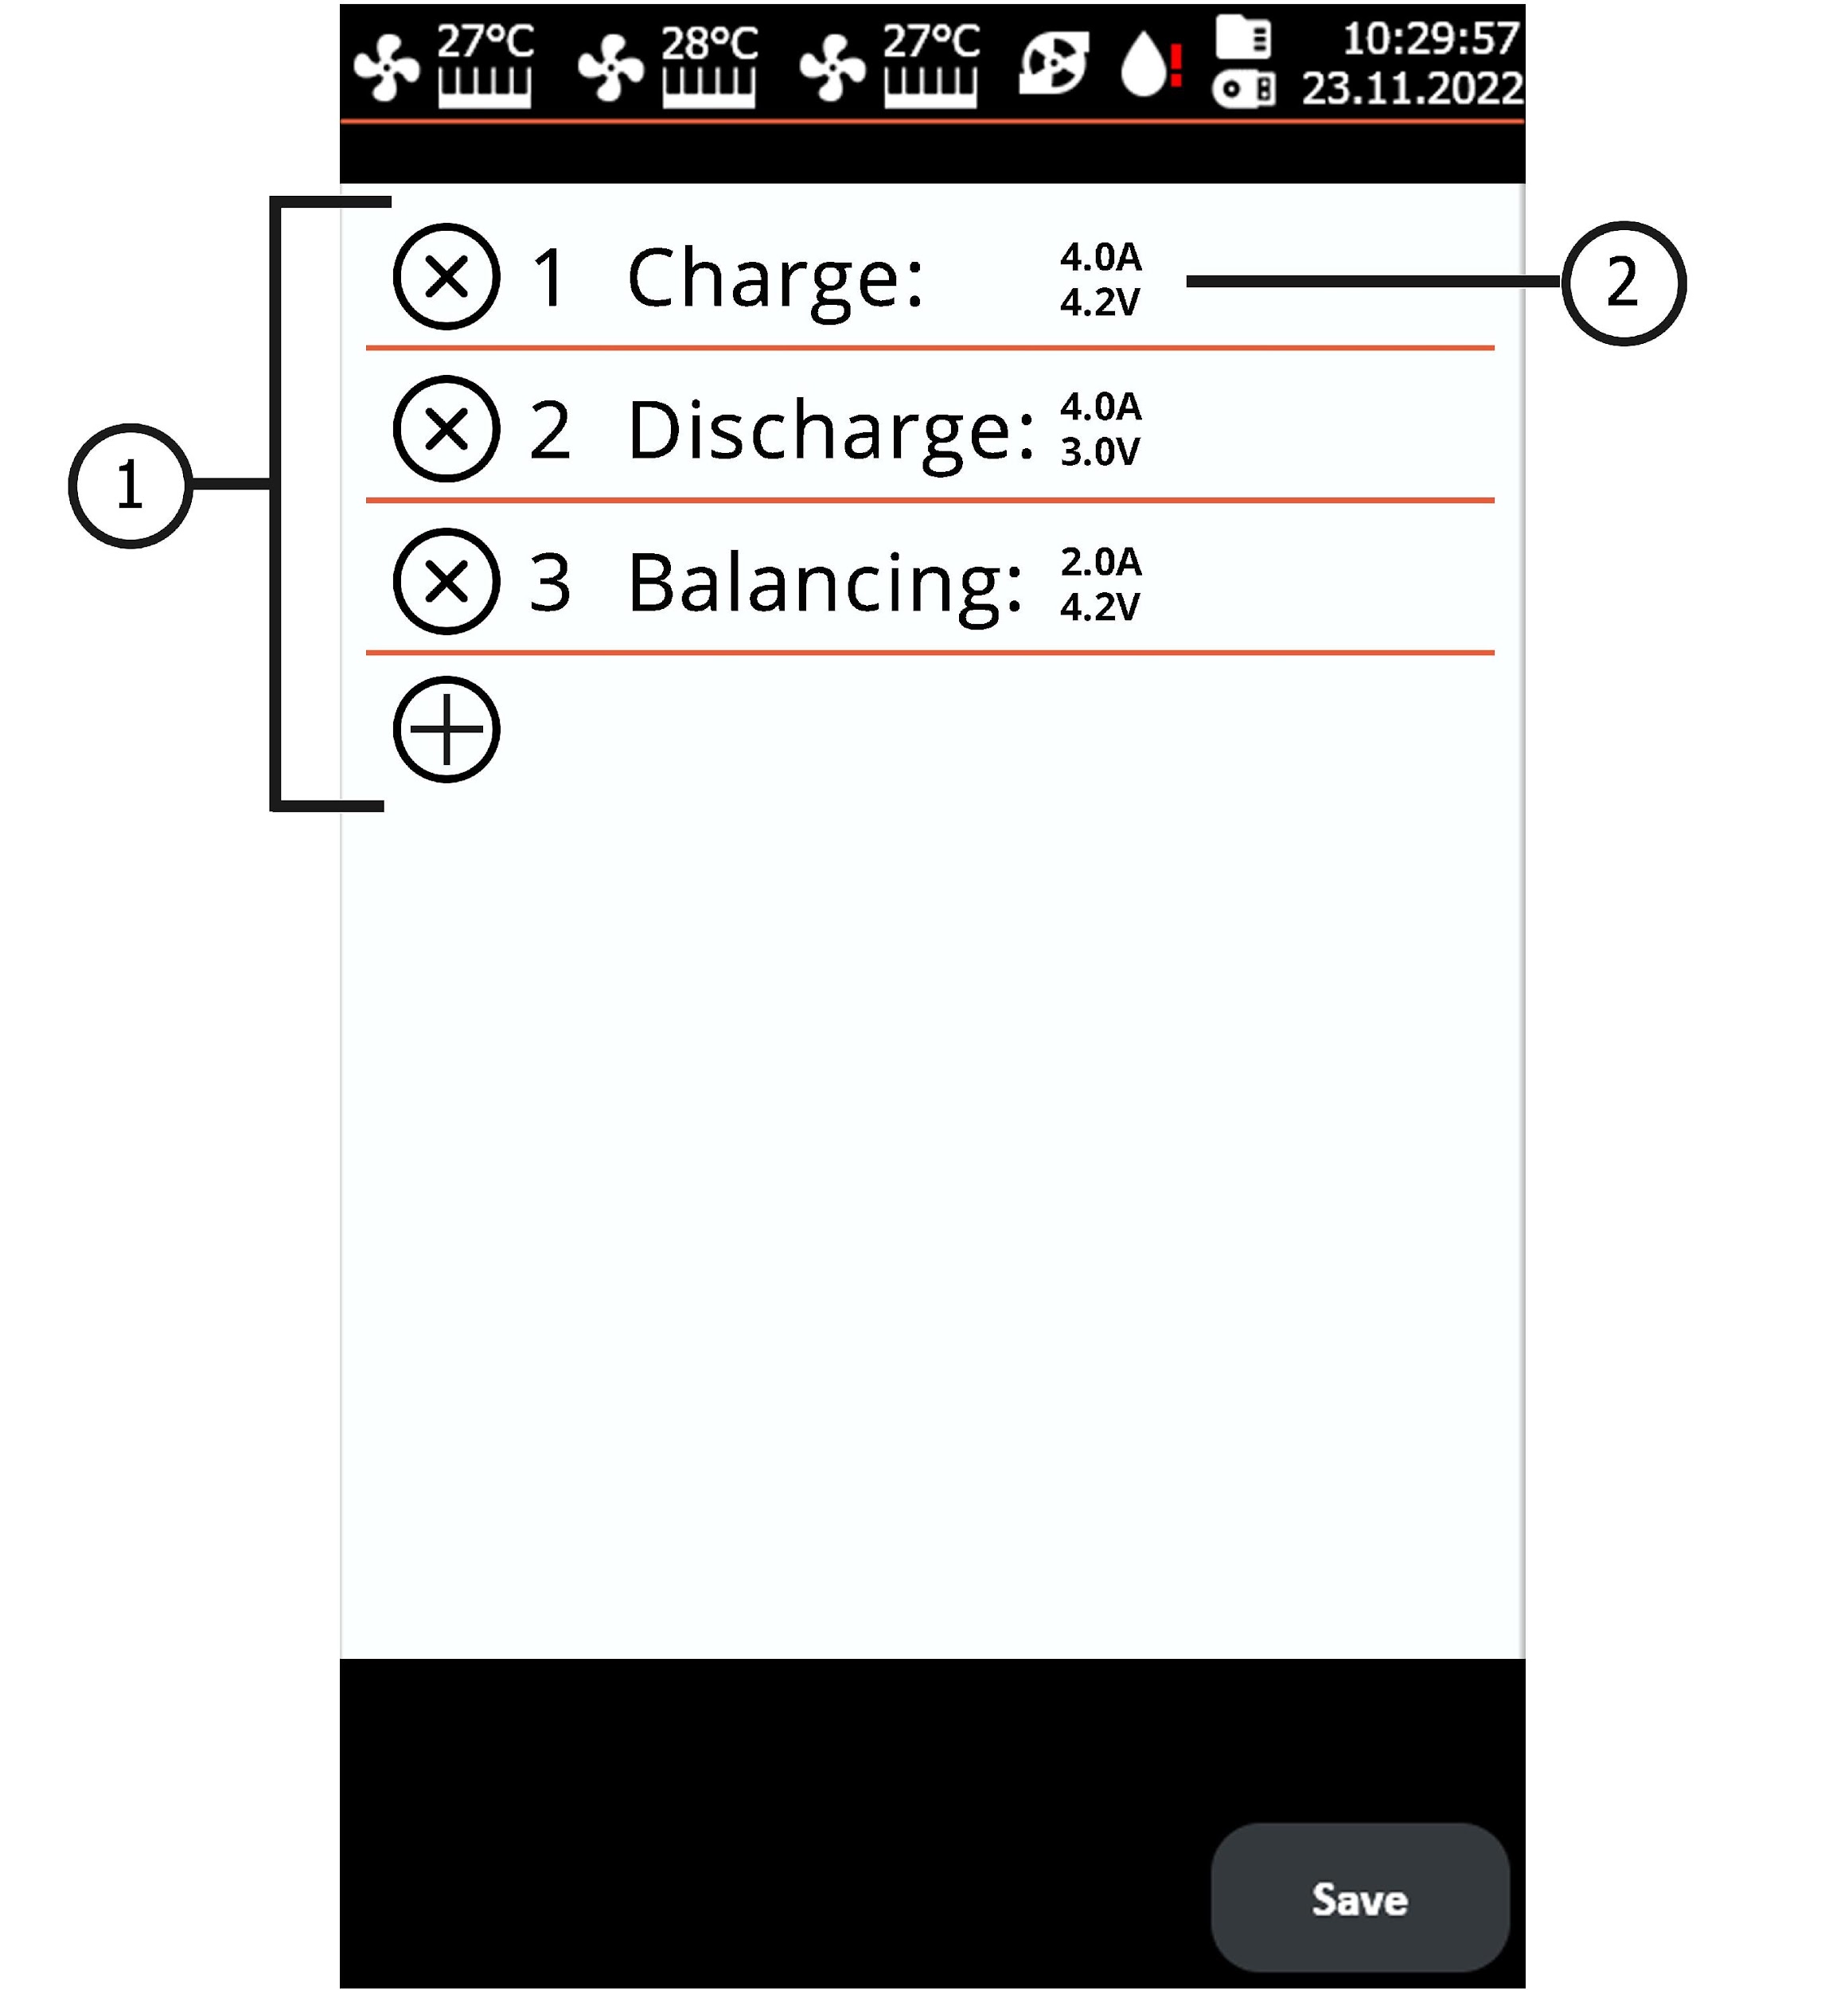 27°C 28°C 27°C 10:29:57
23.11.2022
1 Charge: 4.0A
4.2V
2
2 Discharge: 4.0A
3.0V
1
3 Balancing: 2.0A
4.2V
Save